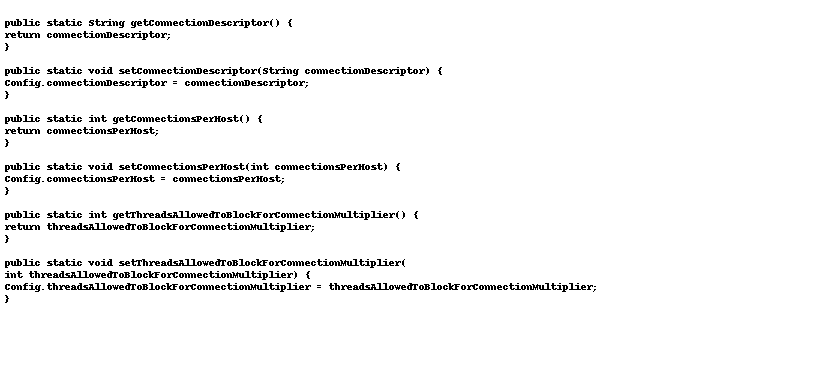 public static String getConnectionDescriptor() {
return connectionDescriptor;
}
public static void setConnectionDescriptor(String connectionDescriptor) {
Config.connectionDescriptor = connectionDescriptor;
}
public static int getConnectionsPerHost() {
return connectionsPerHost;
}
public static void setConnectionsPerHost(int connectionsPerHost) {
Config.connectionsPerHost = connectionsPerHost;
}
public static int getThreadsAllowedToBlockForConnectionMultiplier() {
return threadsAllowedToBlockForConnectionMultiplier;
}
public static void setThreadsAllowedToBlockForConnectionMultiplier(
int threadsAllowedToBlockForConnectionMultiplier) {
Config.threadsAllowedToBlockForConnectionMultiplier = threadsAllowedToBlockForConnectionMultiplier;
}